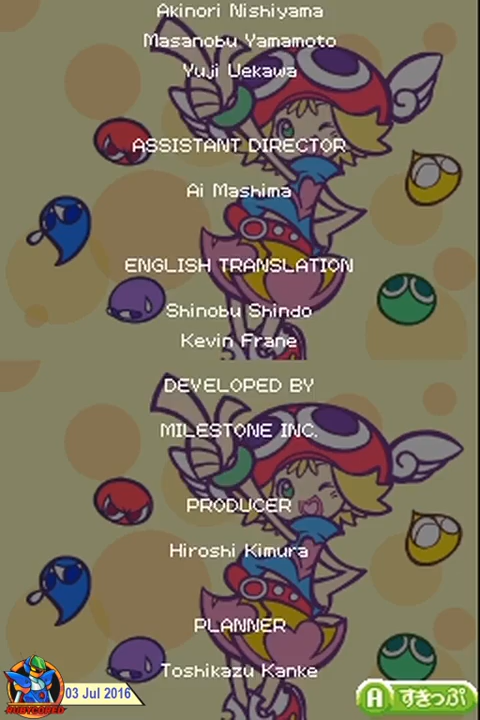 Akinori Nishiyama
Masanobu Yamamoto
Yuji Uekawa
ASSISTANT DIRECTOR
Ai Mashima
ENGLISH TRANSLATION
Shinobu Shindo
Kevin Frane
DEVELOPED BY
MILESTONE INC.
PRODUCER
Hiroshi Kimura
PLANNER
Toshikazu Kanke
03 Jul 2016
A すきっぷ